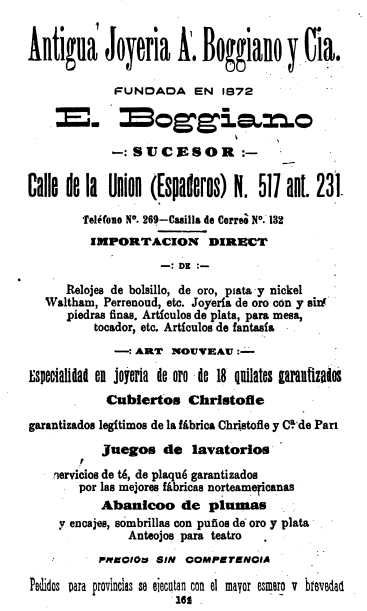 Antigua Joyeria A. Boggiano y Cia.
FUNDADA EN 1872
E. Boggiano
—: SUCESOR :—
Calle de la Union (Espaderos) N. 517 ant. 231
Teléfono Nº. 269—Casilla de Correo Nº. 132
IMPORTACION DIRECT
—: DE :—
Relojes de bolsillo, de oro, plata y nickel
Waltham, Perrenoud, etc. Joyería de oro con y sin
piedras finas. Artículos de plata, para mesa,
tocador, etc. Artículos de fantasía
—: ART NOUVEAU :—
Especialidad en joyeria de oro de 18 quilates garantizados
Cubiertos Christofle
garantizados legítimos de la fábrica Christofle y Cª de Pari
Juegos de lavatorios
servicios de té, de plaqué garantizados
por las mejores fábricas norteamericanas
Abanicoo de plumas
y encajes, sombrillas con puños de oro y plata
Anteojos para teatro
PRECIOS SIN COMPETENCIA
Pedidos para provincias se ejecutan con el mayor esmero y brevedad
164